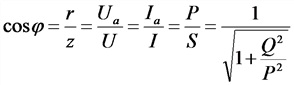 cosφ = r/z = U_a/U = I_a/I = P/S = 1/√(1+Q²/P²)